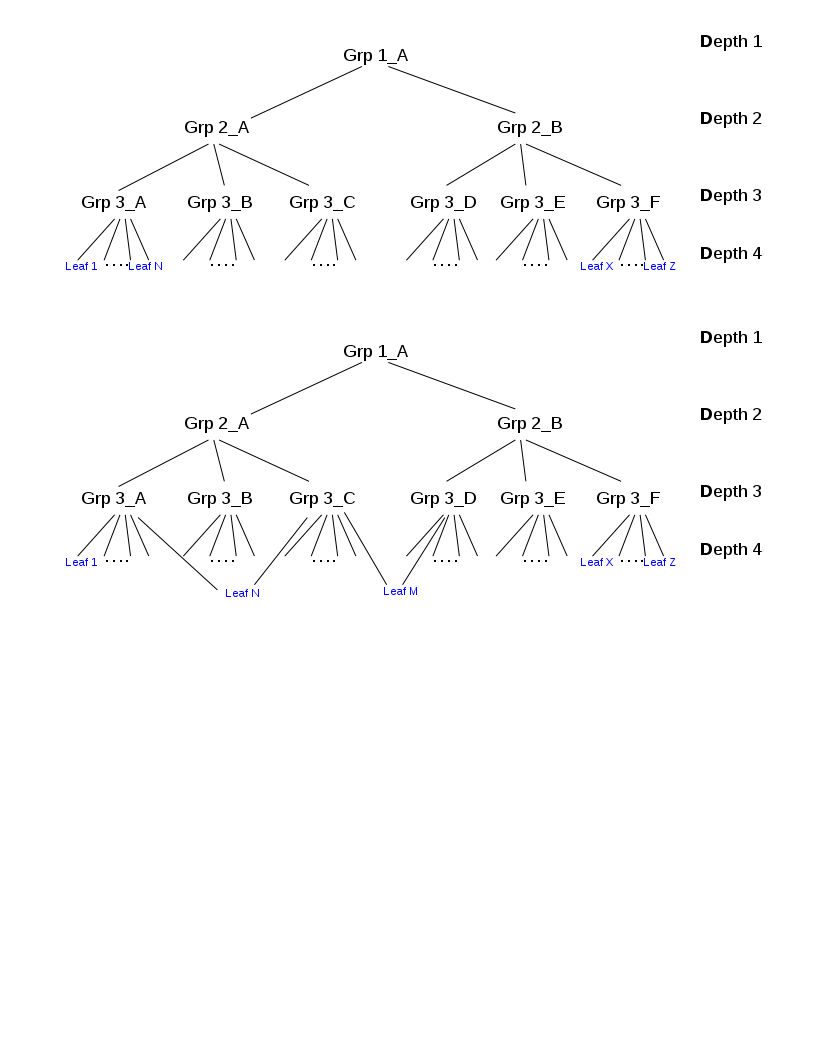 Depth 1
Grp 1_A
Depth 2
Grp 2_A Grp 2_B
Depth 3
Grp 3_A Grp 3_B Grp 3_C Grp 3_D Grp 3_E Grp 3_F
Depth 4
Leaf 1 ....Leaf N .... .... .... .... Leaf X ....Leaf Z
Depth 1
Grp 1_A
Depth 2
Grp 2_A Grp 2_B
Depth 3
Grp 3_A Grp 3_B Grp 3_C Grp 3_D Grp 3_E Grp 3_F
Depth 4
Leaf 1 .... .... .... .... .... Leaf X ....Leaf Z
Leaf N Leaf M